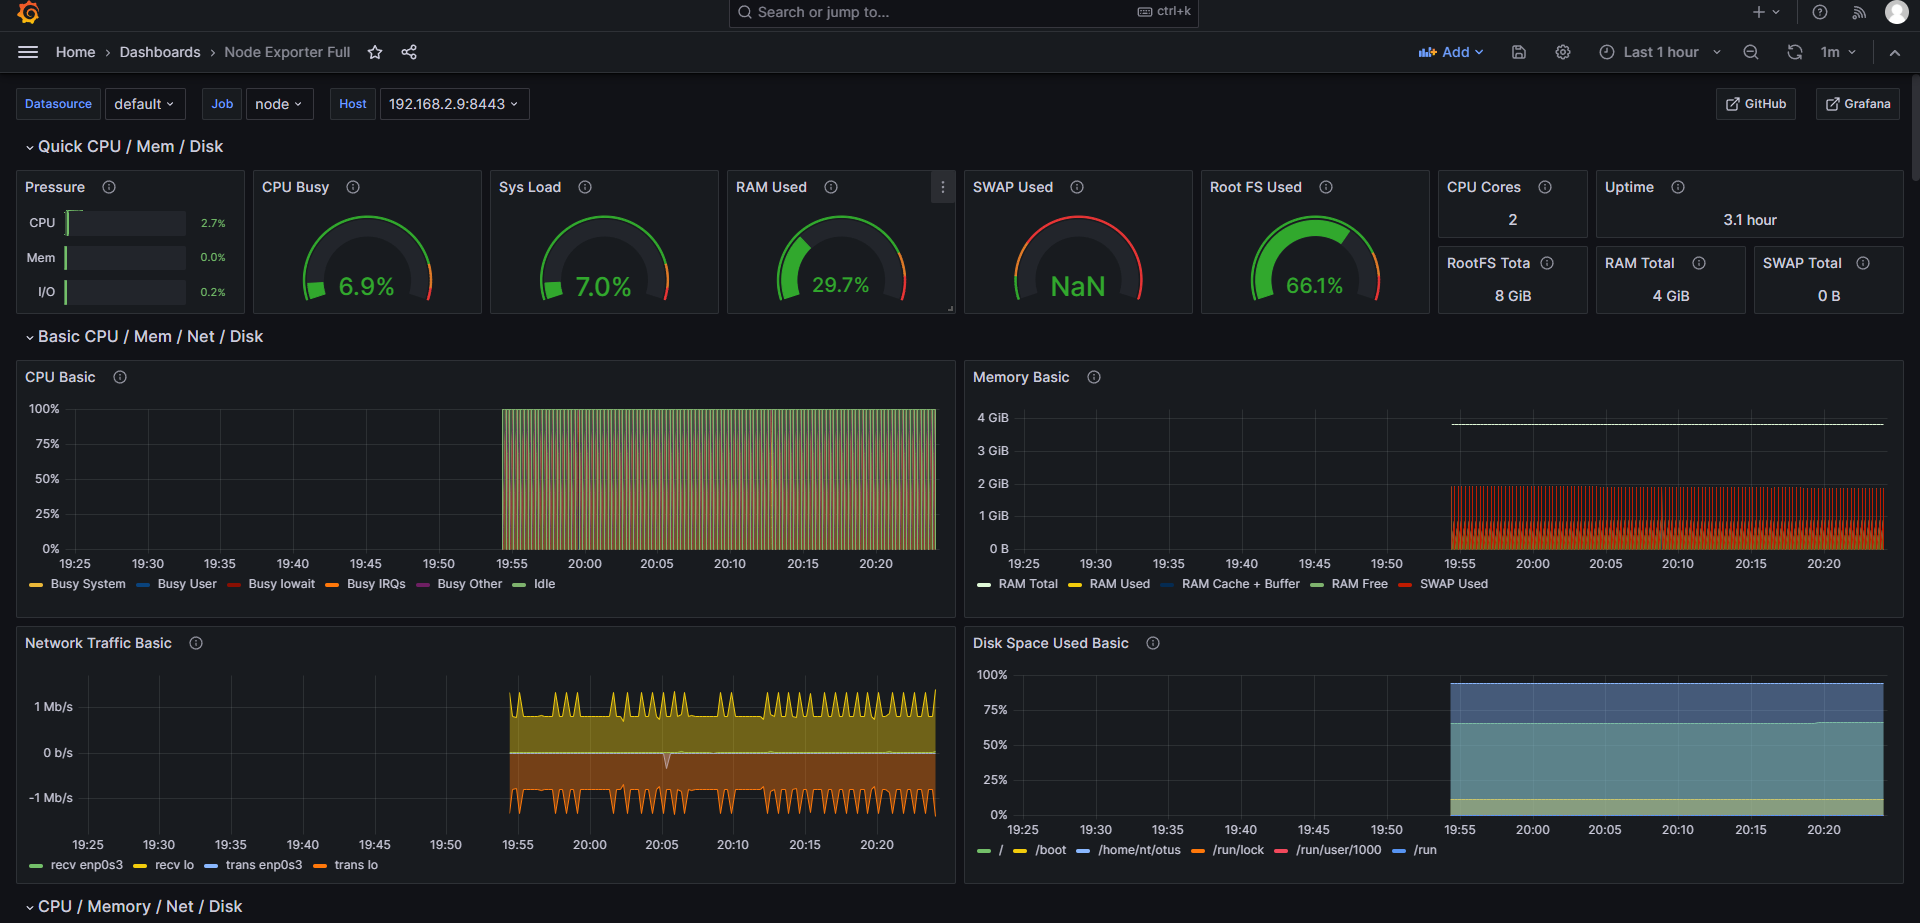 Search or jump to... ctrl+k
Home › Dashboards › Node Exporter Full Add Last 1 hour 1m
Datasource default Job node Host 192.168.2.9:8443 GitHub Grafana
Quick CPU / Mem / Disk
Pressure
CPU 2.7%
Mem 0.0%
I/O 0.2%
CPU Busy
6.9%
Sys Load
7.0%
RAM Used
29.7%
SWAP Used
NaN
Root FS Used
66.1%
CPU Cores
2
Uptime
3.1 hour
RootFS Tota
8 GiB
RAM Total
4 GiB
SWAP Total
0 B
Basic CPU / Mem / Net / Disk
CPU Basic
100%
75%
50%
25%
0%
19:25 19:30 19:35 19:40 19:45 19:50 19:55 20:00 20:05 20:10 20:15 20:20
Busy System Busy User Busy Iowait Busy IRQs Busy Other Idle
Memory Basic
4 GiB
3 GiB
2 GiB
1 GiB
0 B
19:25 19:30 19:35 19:40 19:45 19:50 19:55 20:00 20:05 20:10 20:15 20:20
RAM Total RAM Used RAM Cache + Buffer RAM Free SWAP Used
Network Traffic Basic
1 Mb/s
0 b/s
-1 Mb/s
19:25 19:30 19:35 19:40 19:45 19:50 19:55 20:00 20:05 20:10 20:15 20:20
recv enp0s3 recv lo trans enp0s3 trans lo
Disk Space Used Basic
100%
75%
50%
25%
0%
19:25 19:30 19:35 19:40 19:45 19:50 19:55 20:00 20:05 20:10 20:15 20:20
/ /boot /home/nt/otus /run/lock /run/user/1000 /run
CPU / Memory / Net / Disk